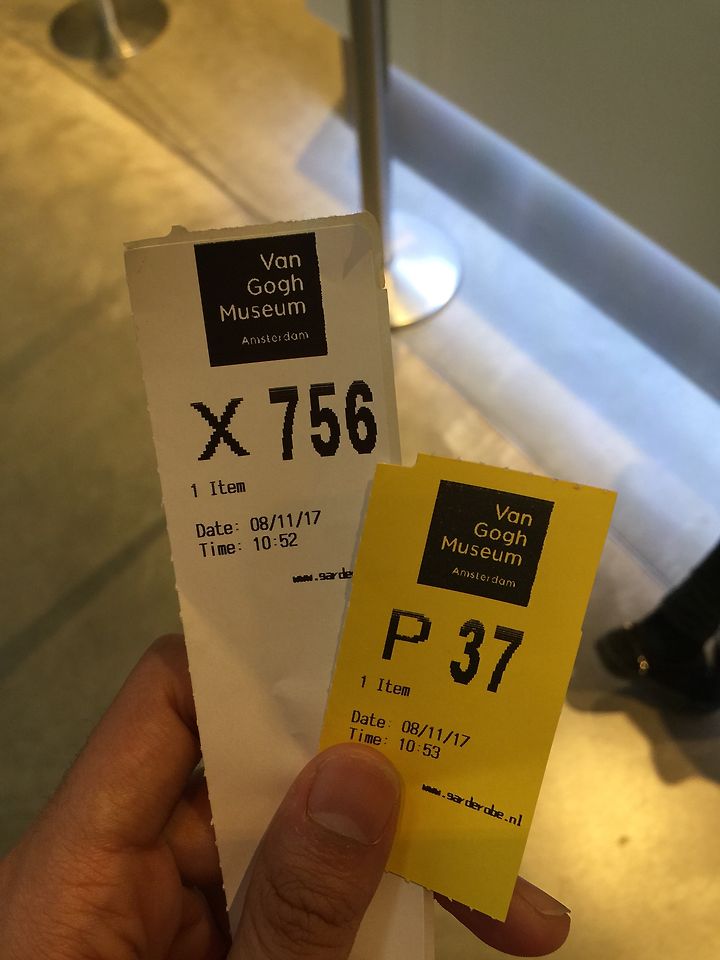 Van
Gogh
Museum
Amsterdam
X 756
1 Item
Date: 08/11/17
Time: 10:52
Van
Gogh
Museum
Amsterdam
P 37
1 Item
Date: 08/11/17
Time: 10:53
www.garderobe.nl